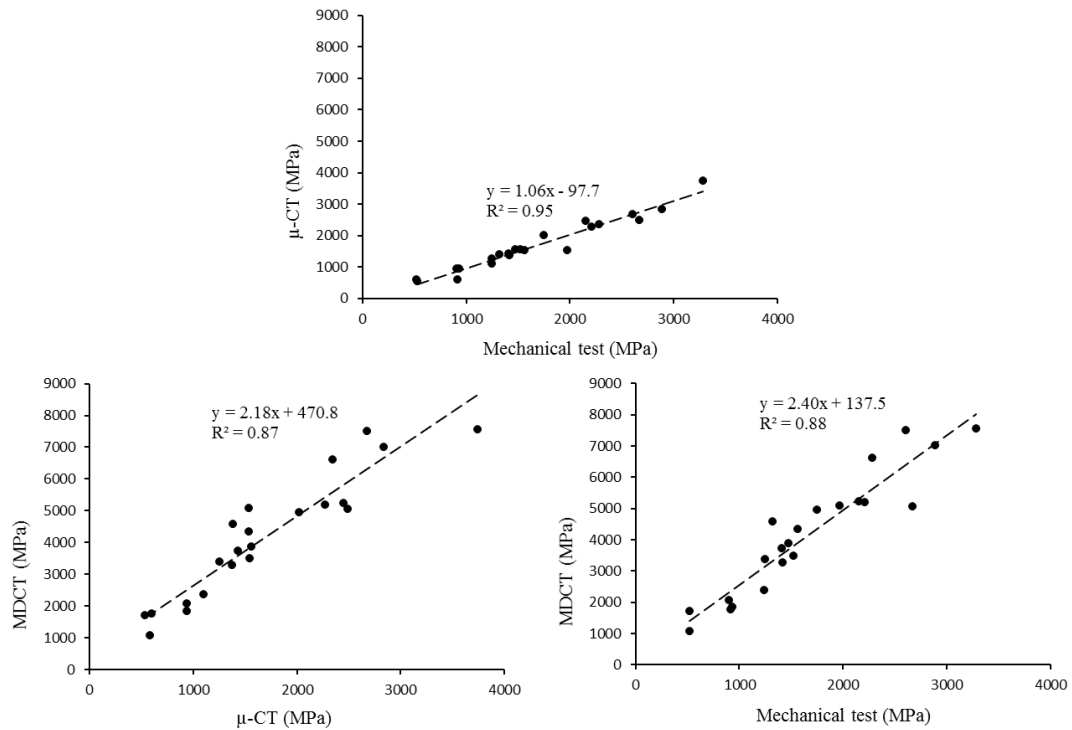 9000
8000
7000
6000
5000
4000
3000
2000
1000
0
μ-CT (MPa)
y = 1.06x - 97.7
R² = 0.95
0 1000 2000 3000 4000
Mechanical test (MPa)
9000
8000
7000
6000
5000
4000
3000
2000
1000
0
MDCT (MPa)
y = 2.18x + 470.8
R² = 0.87
0 1000 2000 3000 4000
μ-CT (MPa)
9000
8000
7000
6000
5000
4000
3000
2000
1000
0
MDCT (MPa)
y = 2.40x + 137.5
R² = 0.88
0 1000 2000 3000 4000
Mechanical test (MPa)